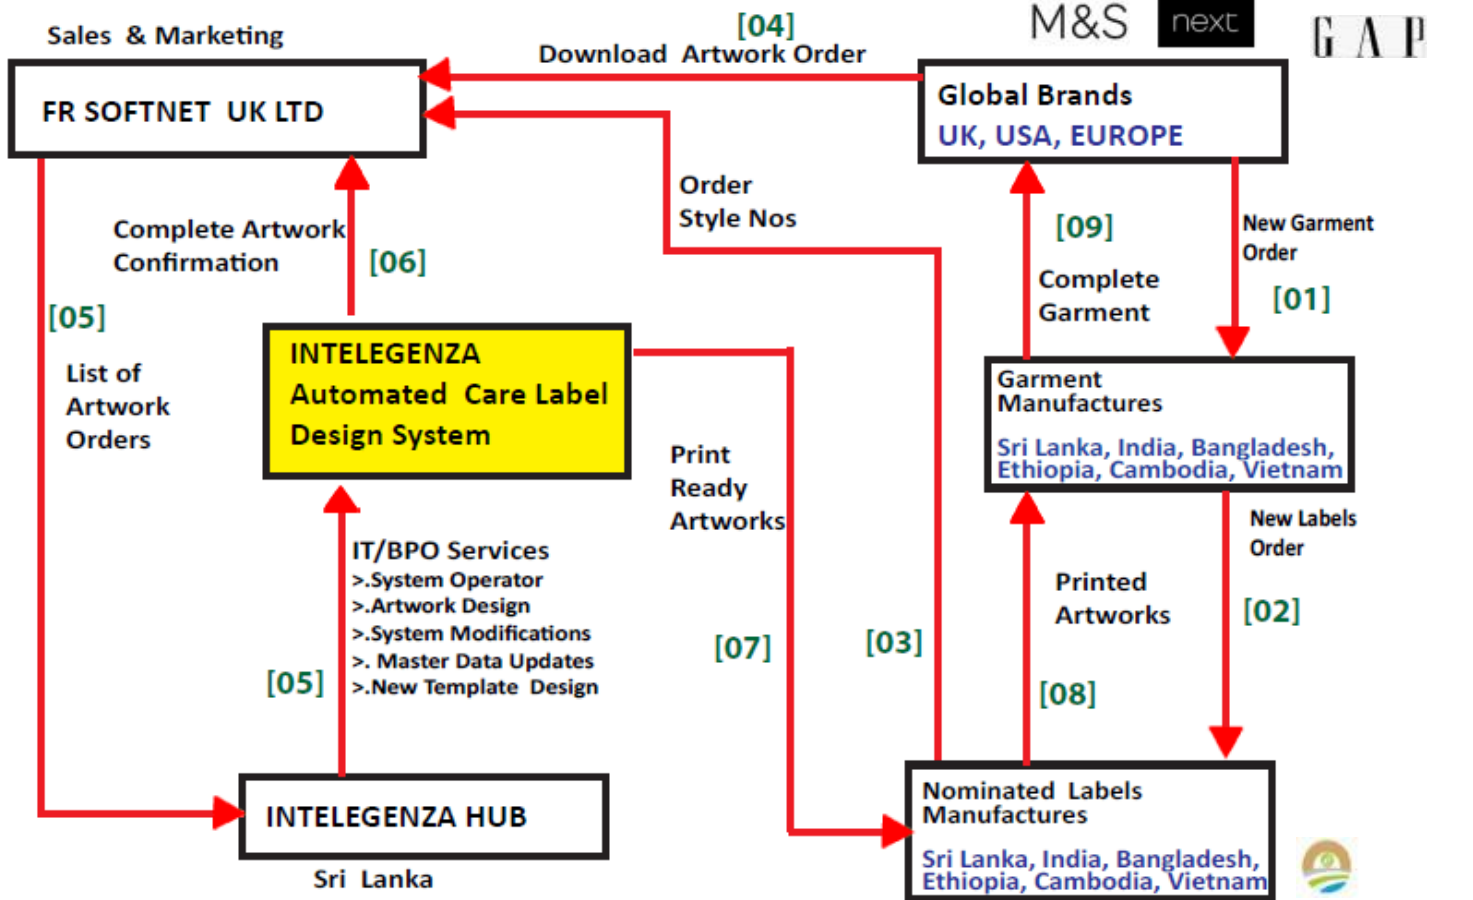 Sales & Marketing
FR SOFTNET UK LTD
[04]
Download Artwork Order
M&S
next
GAP
Global Brands
UK, USA, EUROPE
Order
Style Nos
Complete Artwork
Confirmation
[06]
[05]
List of
Artwork
Orders
[09]
Complete
Garment
New Garment
Order
[01]
INTELEGENZA
Automated Care Label
Design System
Garment
Manufactures
Sri Lanka, India, Bangladesh,
Ethiopia, Cambodia, Vietnam
Print
Ready
Artworks
New Labels
Order
IT/BPO Services
>.System Operator
>.Artwork Design
>.System Modifications
>. Master Data Updates
>.New Template Design
[05]
[07]
[03]
Printed
Artworks
[02]
[08]
INTELEGENZA HUB
Sri Lanka
Nominated Labels
Manufactures
Sri Lanka, India, Bangladesh,
Ethiopia, Cambodia, Vietnam